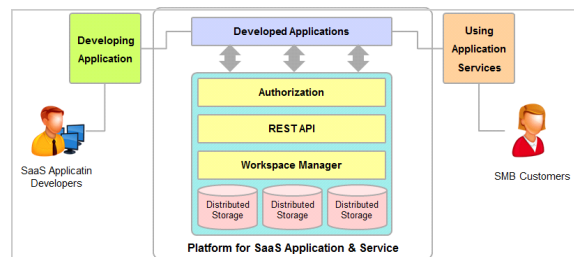 Developing
Application
Developed Applications
Using
Application
Services
Authorization
REST API
Workspace Manager
Distributed
Storage
Distributed
Storage
Distributed
Storage
SaaS Applicatin
Developers
SMB Customers
Platform for SaaS Application & Service